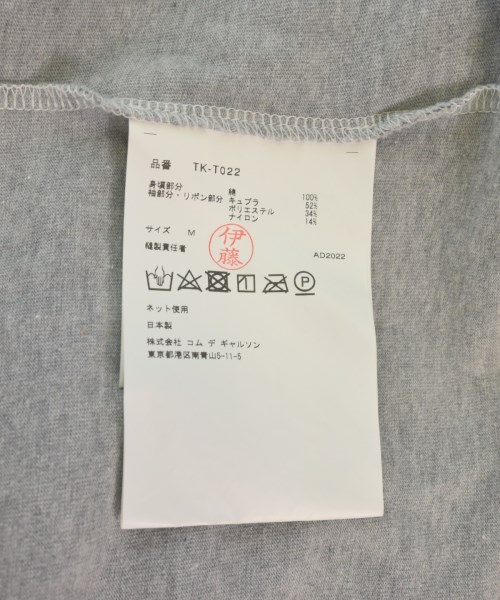 品番 TK-T022
身頃部分 綿 100%
袖部分・リボン部分 キュプラ 52%
ポリエステル 34%
ナイロン 14%
サイズ M
縫製責任者 伊藤 AD2022
P
ネット使用
日本製
株式会社 コム デ ギャルソン
東京都港区南青山5-11-5